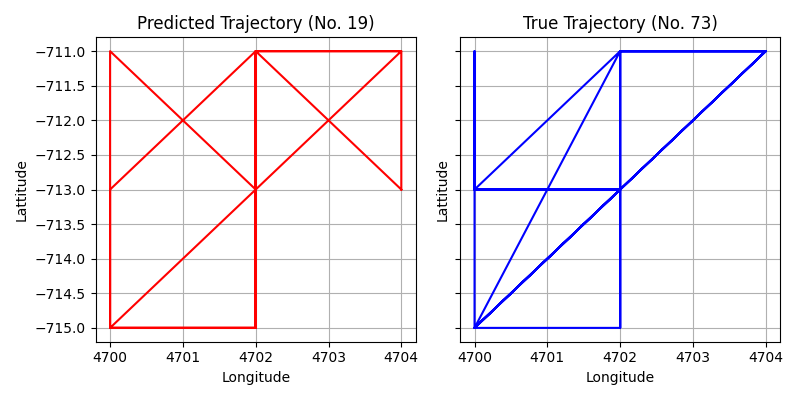 Predicted Trajectory (No. 19)
True Trajectory (No. 73)
−711.0
−711.5
−712.0
−712.5
−713.0
−713.5
−714.0
−714.5
−715.0
Lattitude
Lattitude
4700 4701 4702 4703 4704
4700 4701 4702 4703 4704
Longitude
Longitude